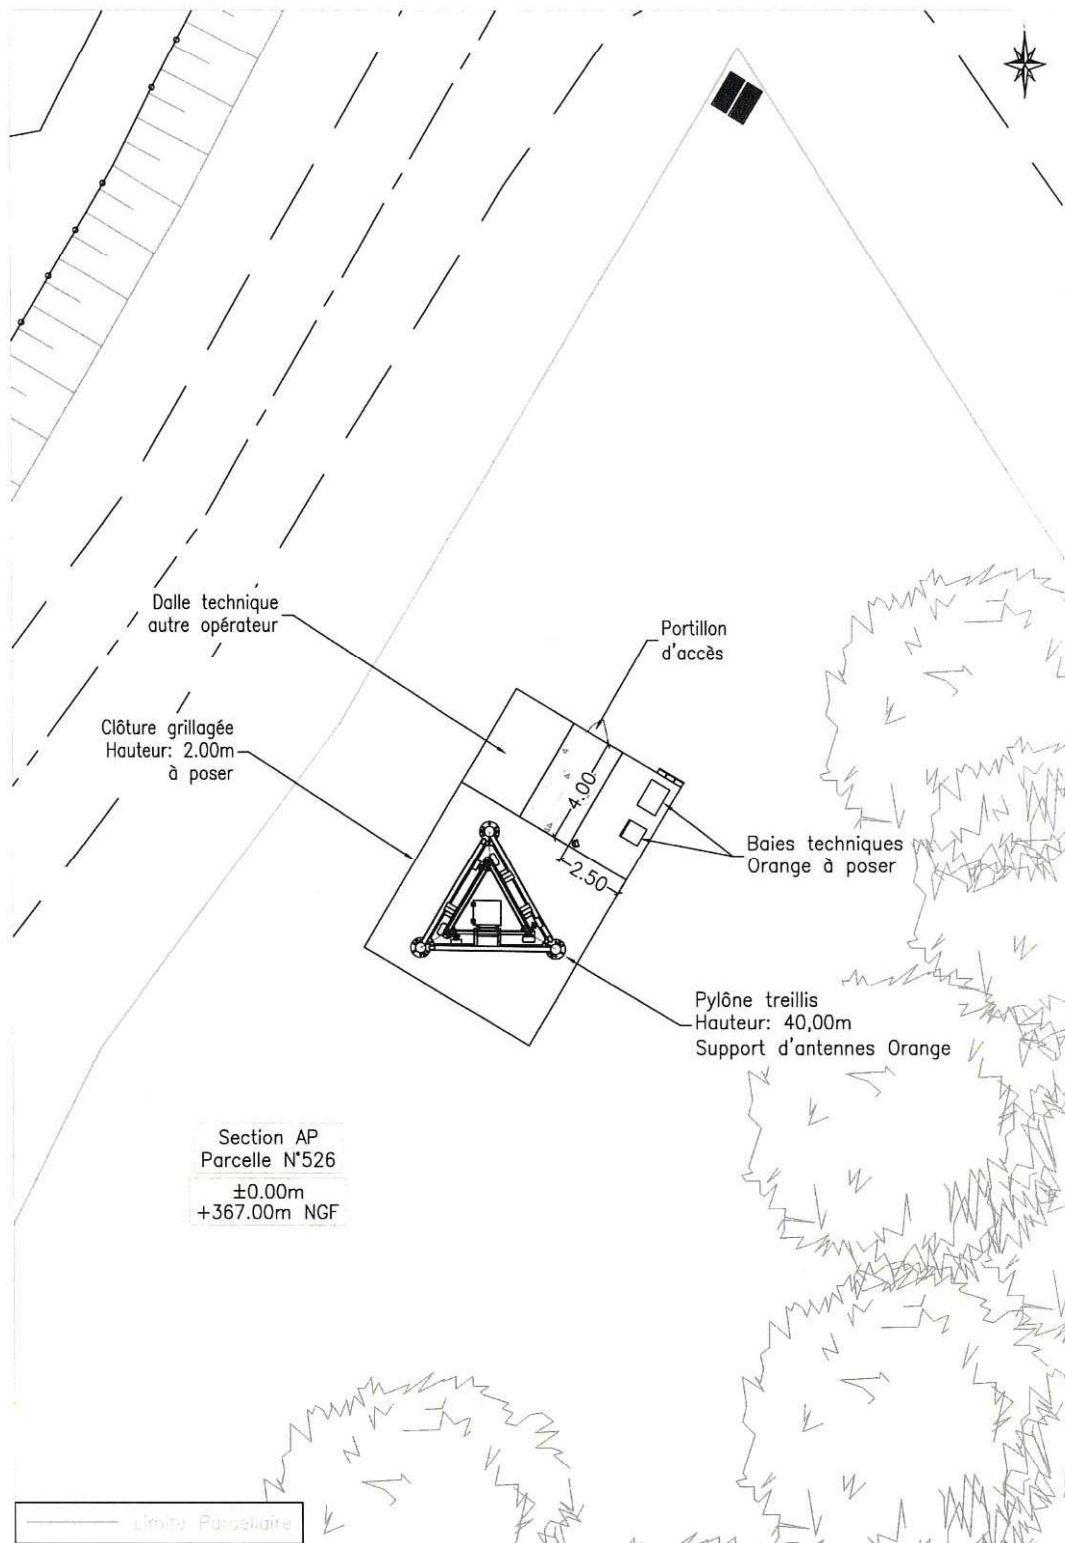 Dalle technique
autre opérateur
Portillon
d'accès
Clôture grillagée
Hauteur: 2.00m
à poser
4.00
2.50
Baies techniques
Orange à poser
Pylône treillis
Hauteur: 40,00m
Support d'antennes Orange
Section AP
Parcelle N°526
±0.00m
+367.00m NGF
Limite Parcellaire